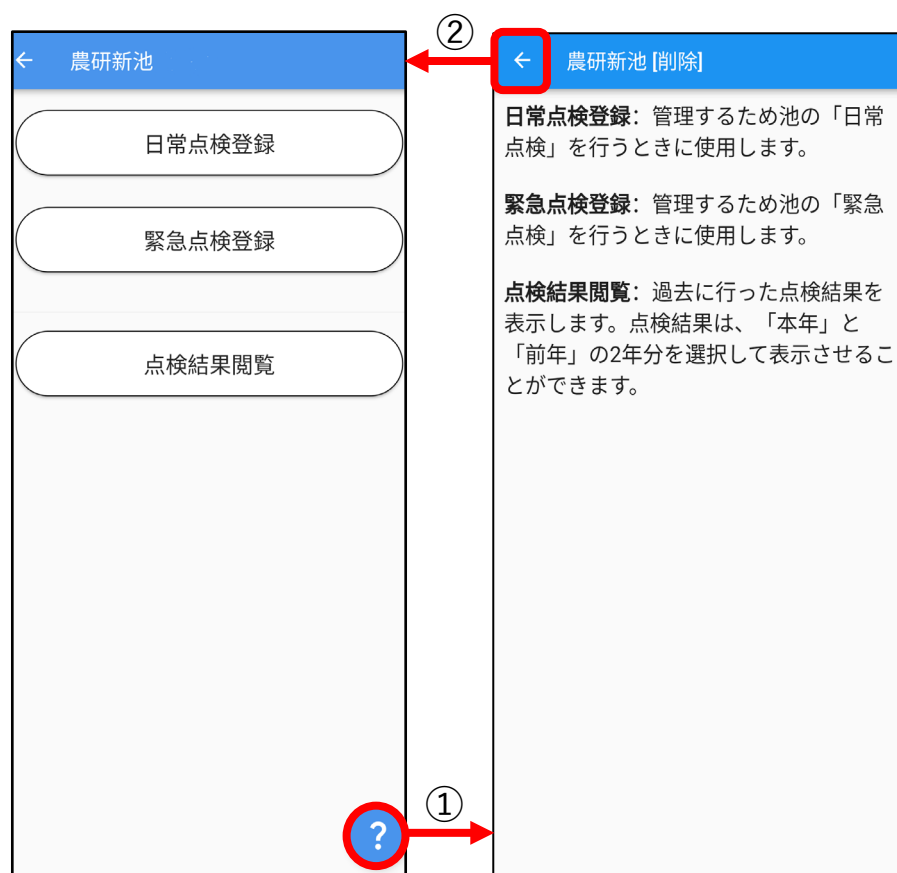 ②
← 農研新池
日常点検登録
緊急点検登録
点検結果閲覧
?
①
← 農研新池 [削除]
日常点検登録：管理するため池の「日常
点検」を行うときに使用します。
緊急点検登録：管理するため池の「緊急
点検」を行うときに使用します。
点検結果閲覧：過去に行った点検結果を
表示します。点検結果は、「本年」と
「前年」の2年分を選択して表示させるこ
とができます。